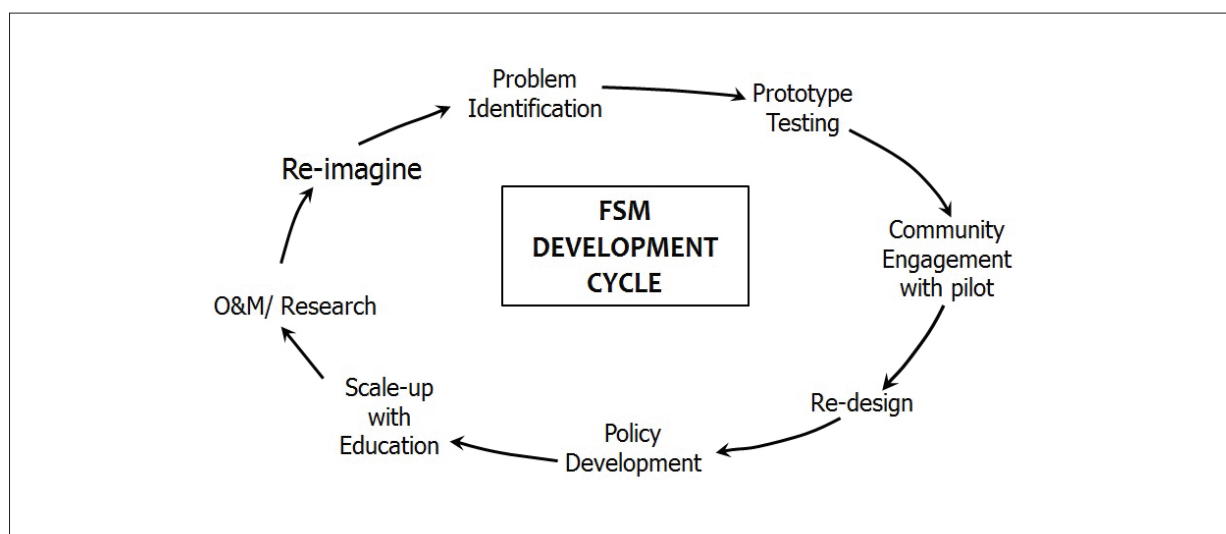 Problem
Identification
Prototype
Testing
Community
Engagement
with pilot
Re-design
Policy
Development
Scale-up
with
Education
O&M/ Research
Re-imagine
FSM
DEVELOPMENT
CYCLE